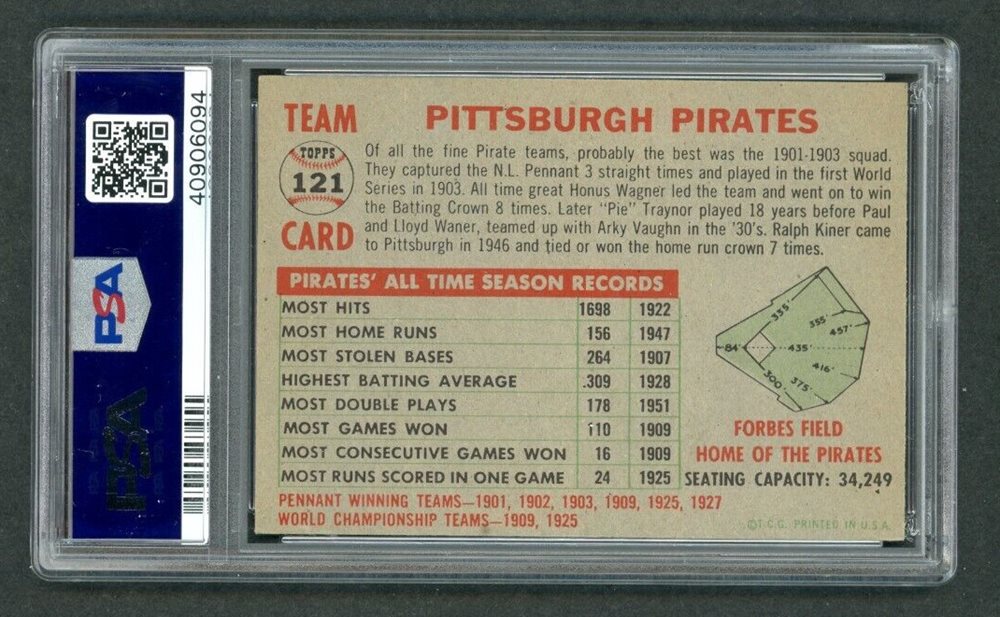 40906094
PSA
PSA
TEAM
TOPPS
121
CARD
PITTSBURGH PIRATES
Of all the fine Pirate teams, probably the best was the 1901-1903 squad.
They captured the N.L. Pennant 3 straight times and played in the first World
Series in 1903. All time great Honus Wagner led the team and went on to win
the Batting Crown 8 times. Later "Pie" Traynor played 18 years before Paul
and Lloyd Waner, teamed up with Arky Vaughn in the '30's. Ralph Kiner came
to Pittsburgh in 1946 and tied or won the home run crown 7 times.
PIRATES' ALL TIME SEASON RECORDS
MOST HITS 1698 1922
MOST HOME RUNS 156 1947
MOST STOLEN BASES 264 1907
HIGHEST BATTING AVERAGE .309 1928
MOST DOUBLE PLAYS 178 1951
MOST GAMES WON 110 1909
MOST CONSECUTIVE GAMES WON 16 1909
MOST RUNS SCORED IN ONE GAME 24 1925
PENNANT WINNING TEAMS—1901, 1902, 1903, 1909, 1925, 1927
WORLD CHAMPIONSHIP TEAMS—1909, 1925
335'
355'
457'
84'
435'
416'
300'
375'
FORBES FIELD
HOME OF THE PIRATES
SEATING CAPACITY: 34,249
©T.C.G. PRINTED IN U.S.A.